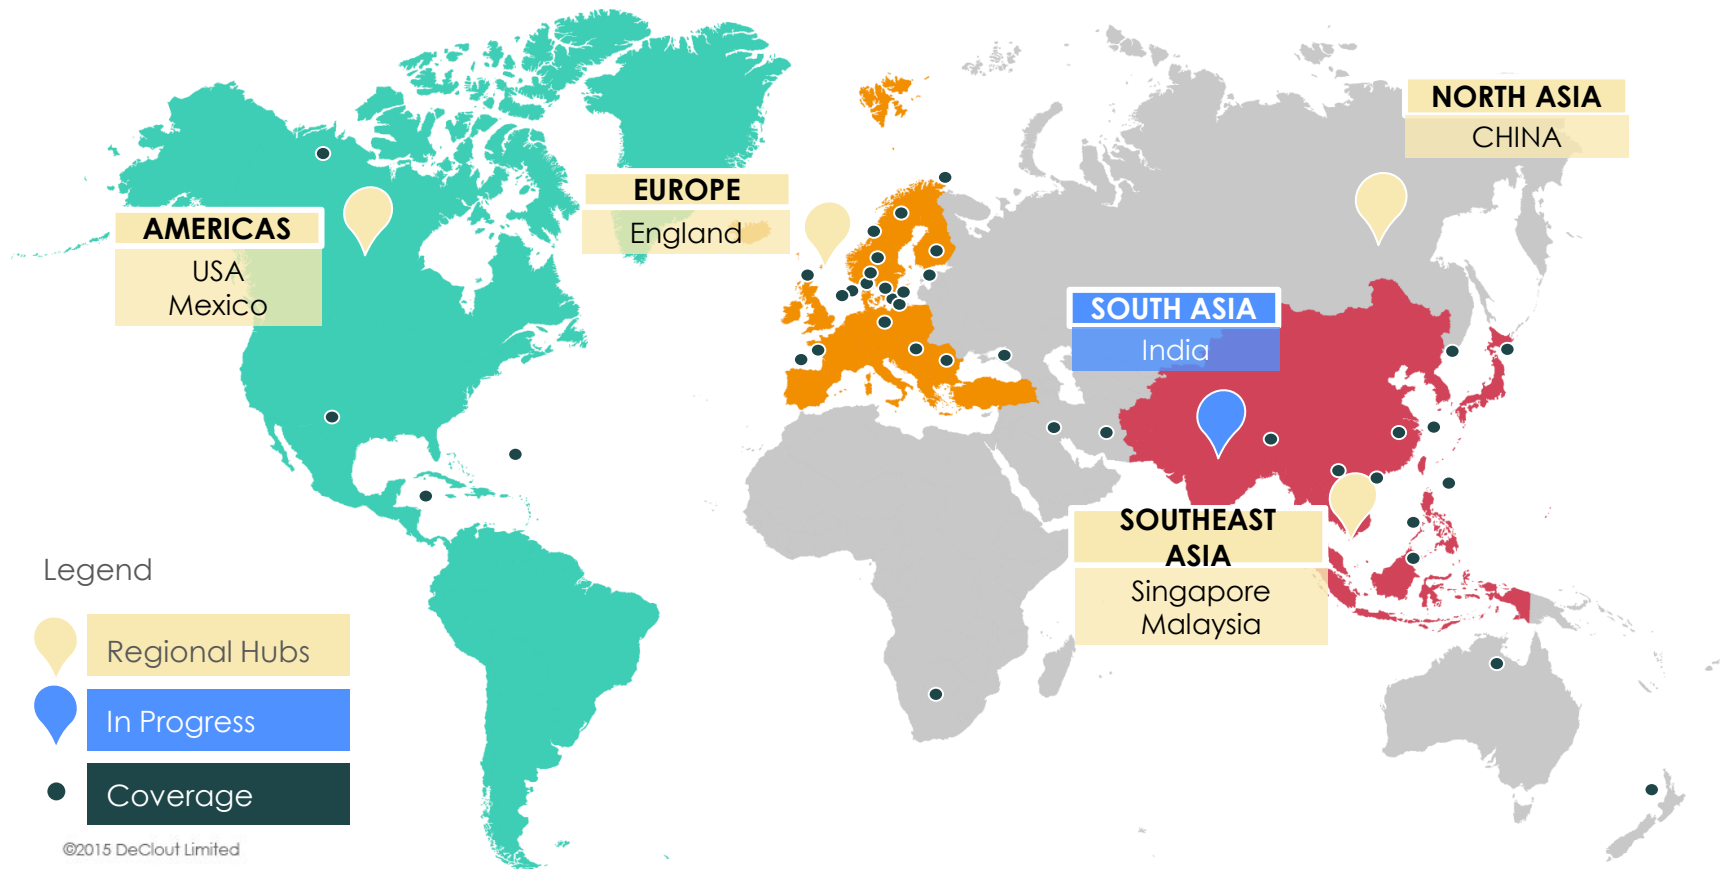 NORTH ASIA
CHINA
EUROPE
England
AMERICAS
USA
Mexico
SOUTH ASIA
India
SOUTHEAST
ASIA
Singapore
Malaysia
Legend
Regional Hubs
In Progress
Coverage
©2015 DeClout Limited